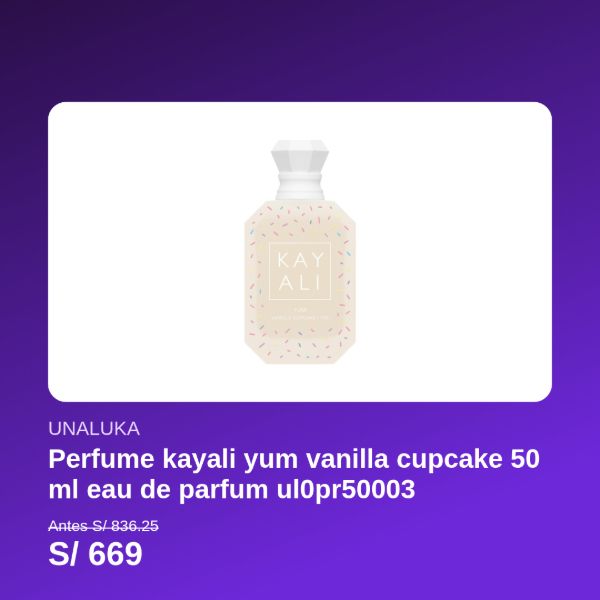 KAY
ALI
UNALUKA
Perfume kayali yum vanilla cupcake 50
ml eau de parfum ul0pr50003
Antes S/ 836.25
S/ 669